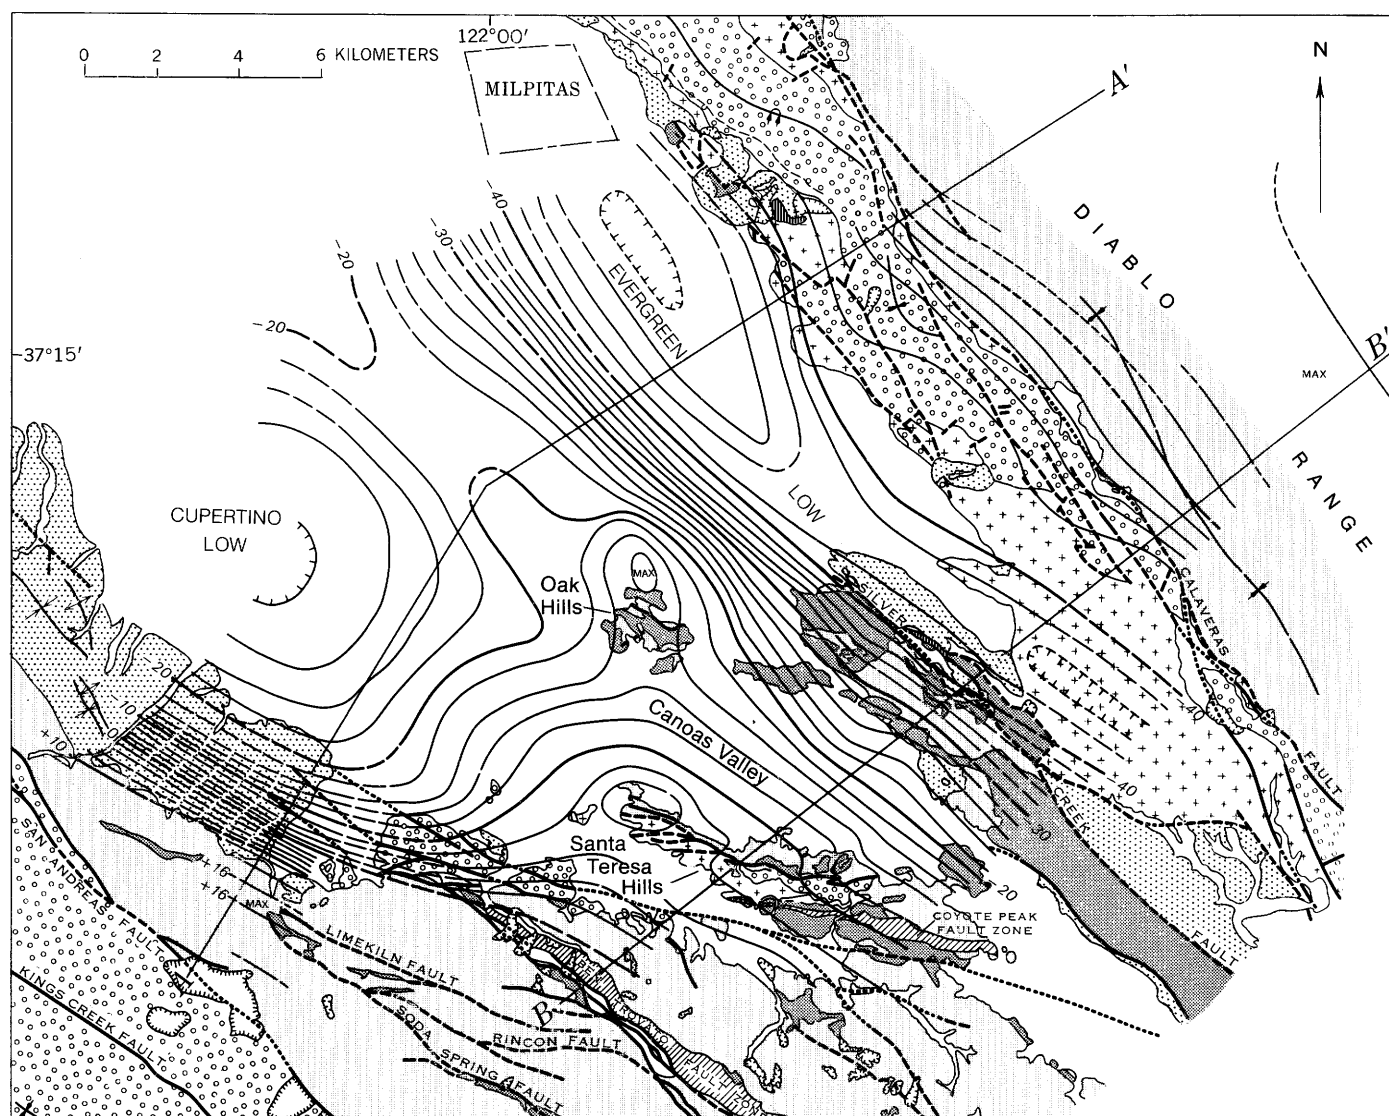 0 2 4 6 KILOMETERS
122°00'
N
MILPITAS
A'
DIABLO
-40
-30
-20
EVERGREEN
-20
37°15'
B'
MAX
RANGE
LOW
CUPERTINO
LOW
Oak
Hills
MAX
SILVER
CALAVERAS
-20
-10
0
+10
Canoas Valley
-40
-40
FAULT
CREEK
-30
SAN ANDREAS FAULT
Santa
Teresa
Hills
-20
+16
+16
MAX
COYOTE PEAK
FAULT ZONE
FAULT
LIMEKILN FAULT
KINGS CREEK FAULT
B
SODA
SPRING FAULT
RINCON FAULT
BERROCAL
FAULT ZONE